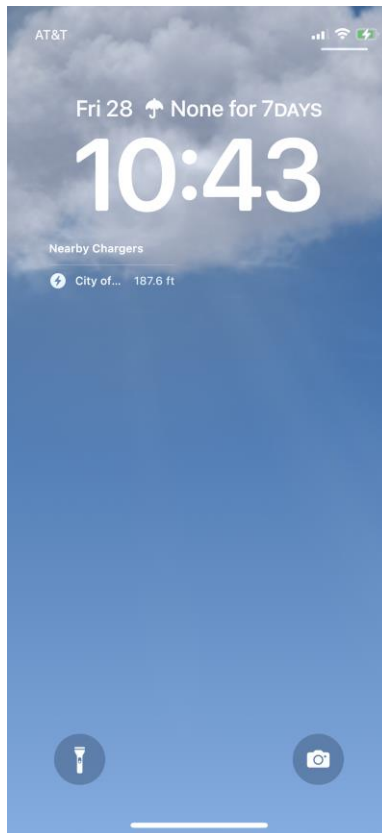 AT&T
Fri 28 None for 7DAYS
10:43
Nearby Chargers
City of... 187.6 ft